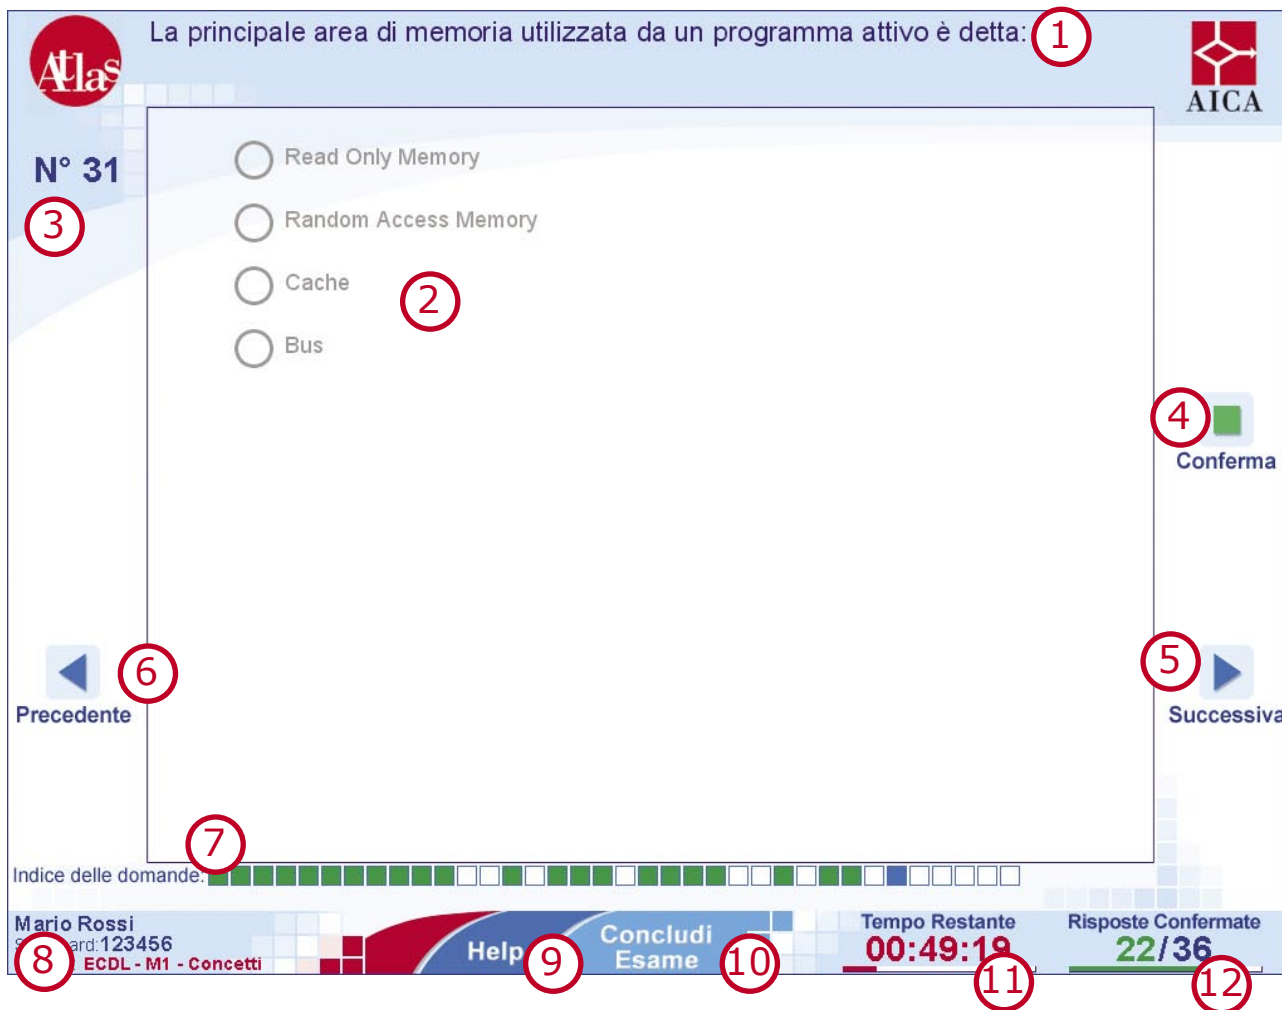 La principale area di memoria utilizzata da un programma attivo è detta:
1
Atlas
AICA
N° 31
3
Read Only Memory
Random Access Memory
Cache
2
Bus
4
Conferma
6
Precedente
5
Successiva
7
Indice delle domande:
Mario Rossi
ard:123456
ECDL - M1 - Concetti
8
Help
9
Concludi
Esame
10
Tempo Restante
00:49:19
11
Risposte Confermate
22/36
12